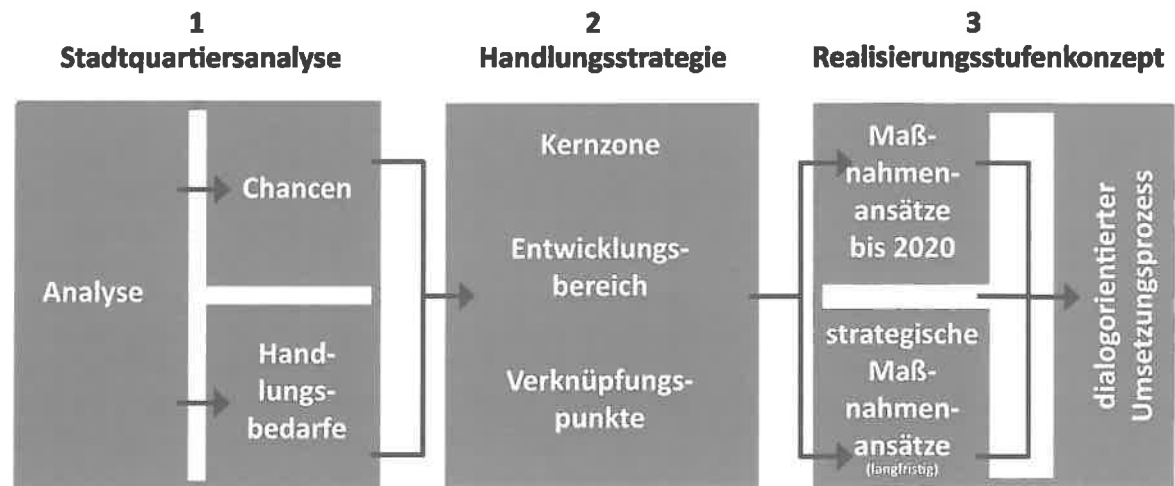 1
Stadtquartiersanalyse
Analyse
Chancen
Hand-
lungs-
bedarfe
2
Handlungsstrategie
Kernzone
Entwicklungs-
bereich
Verknüpfungs-
punkte
3
Realisierungsstufenkonzept
Maß-
nahmen-
ansätze
bis 2020
strategische
Maß-
nahmen-
ansätze
(langfristig)
dialogorientierter
Umsetzungsprozess